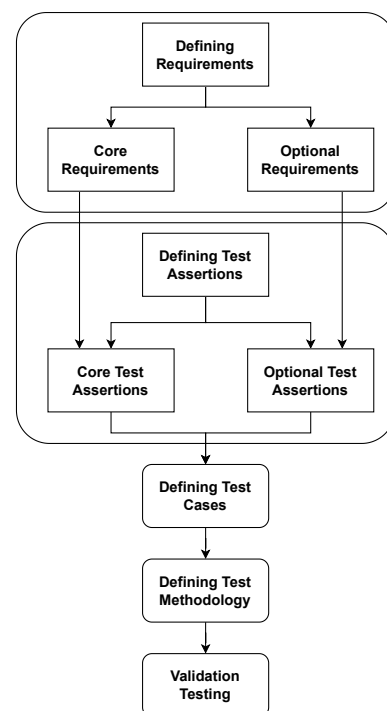 Defining
Requirements
Core
Requirements
Optional
Requirements
Defining Test
Assertions
Core Test
Assertions
Optional Test
Assertions
Defining Test
Cases
Defining Test
Methodology
Validation
Testing